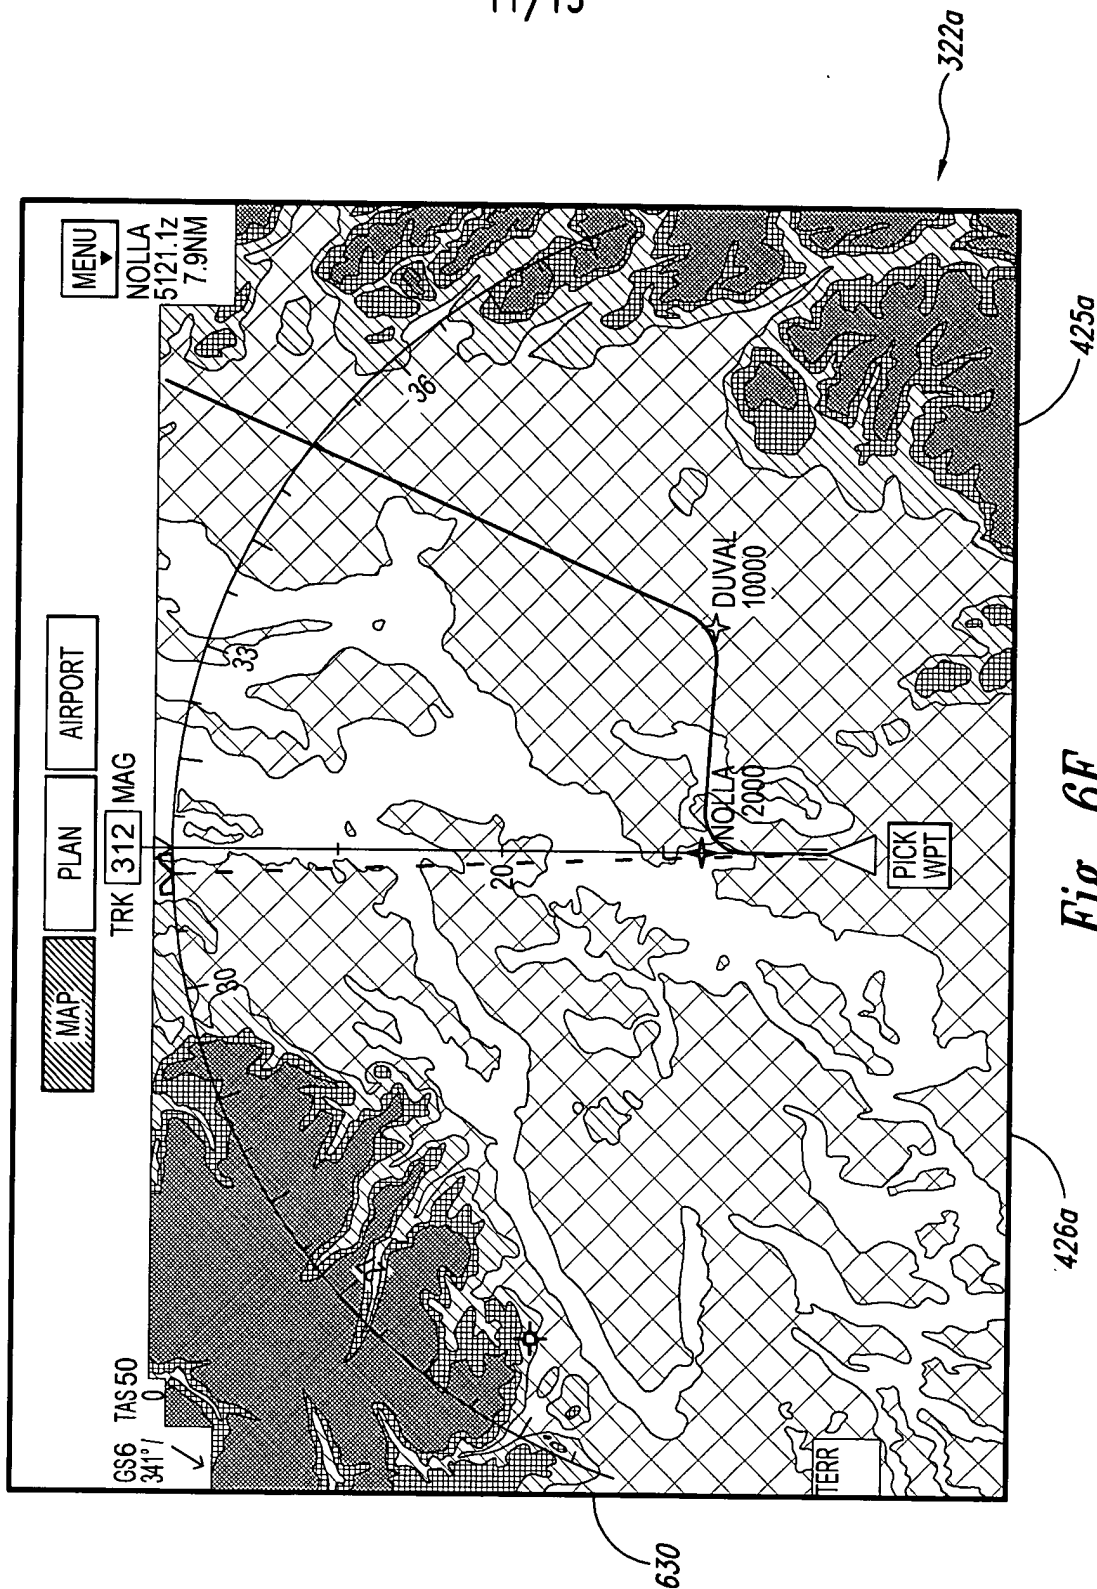 11/15
MAP PLAN AIRPORT
TRK 312 MAG
MENU
NOLLA
5121.1z
7.9NM
GS6 TAS50
341°/ 0
30
33
36
20
NOLLA
2000
DUVAL
10000
PICK
WPT
TERR
630
426a
425a
322a
Fig. 6F